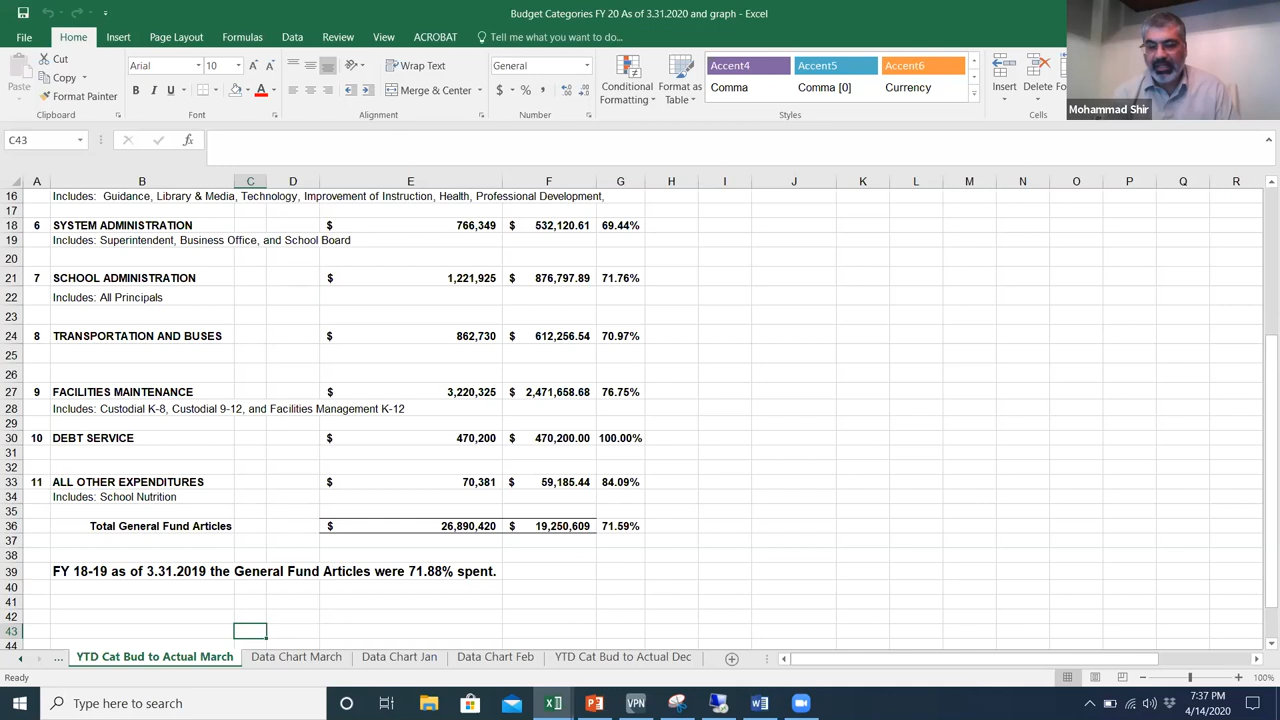 Budget Categories FY 20 As of 3.31.2020 and graph - Excel
File Home Insert Page Layout Formulas Data Review View ACROBAT Tell me what you want to do...
Paste Cut Copy Format Painter Clipboard
Arial 10 A A B I U A Font
Wrap Text Merge & Center Alignment
General $ % , Number
Conditional Formatting Format as Table
Accent4 Accent5 Accent6
Comma Comma [0] Currency
Styles
Insert Delete Fo
Cells
Mohammad Shir
C43 fx
A B C D E F G H I J K L M N O P Q R
16 Includes: Guidance, Library & Media, Technology, Improvement of Instruction, Health, Professional Development,
17
18 6 SYSTEM ADMINISTRATION $ 766,349 $ 532,120.61 69.44%
19 Includes: Superintendent, Business Office, and School Board
20
21 7 SCHOOL ADMINISTRATION $ 1,221,925 $ 876,797.89 71.76%
22 Includes: All Principals
23
24 8 TRANSPORTATION AND BUSES $ 862,730 $ 612,256.54 70.97%
25
26
27 9 FACILITIES MAINTENANCE $ 3,220,325 $ 2,471,658.68 76.75%
28 Includes: Custodial K-8, Custodial 9-12, and Facilities Management K-12
29
30 10 DEBT SERVICE $ 470,200 $ 470,200.00 100.00%
31
32
33 11 ALL OTHER EXPENDITURES $ 70,381 $ 59,185.44 84.09%
34 Includes: School Nutrition
35
36 Total General Fund Articles $ 26,890,420 $ 19,250,609 71.59%
37
38
39 FY 18-19 as of 3.31.2019 the General Fund Articles were 71.88% spent.
40
41
42
43
44
... YTD Cat Bud to Actual March Data Chart March Data Chart Jan Data Chart Feb YTD Cat Bud to Actual Dec
Ready 100%
Type here to search VPN 7:37 PM
4/14/2020